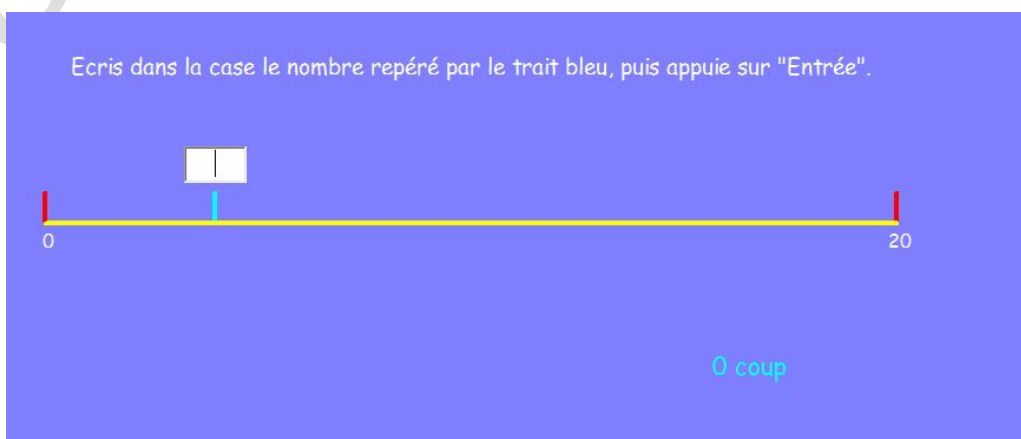 Ecris dans la case le nombre repéré par le trait bleu, puis appuie sur "Entrée".
0
20
0 coup